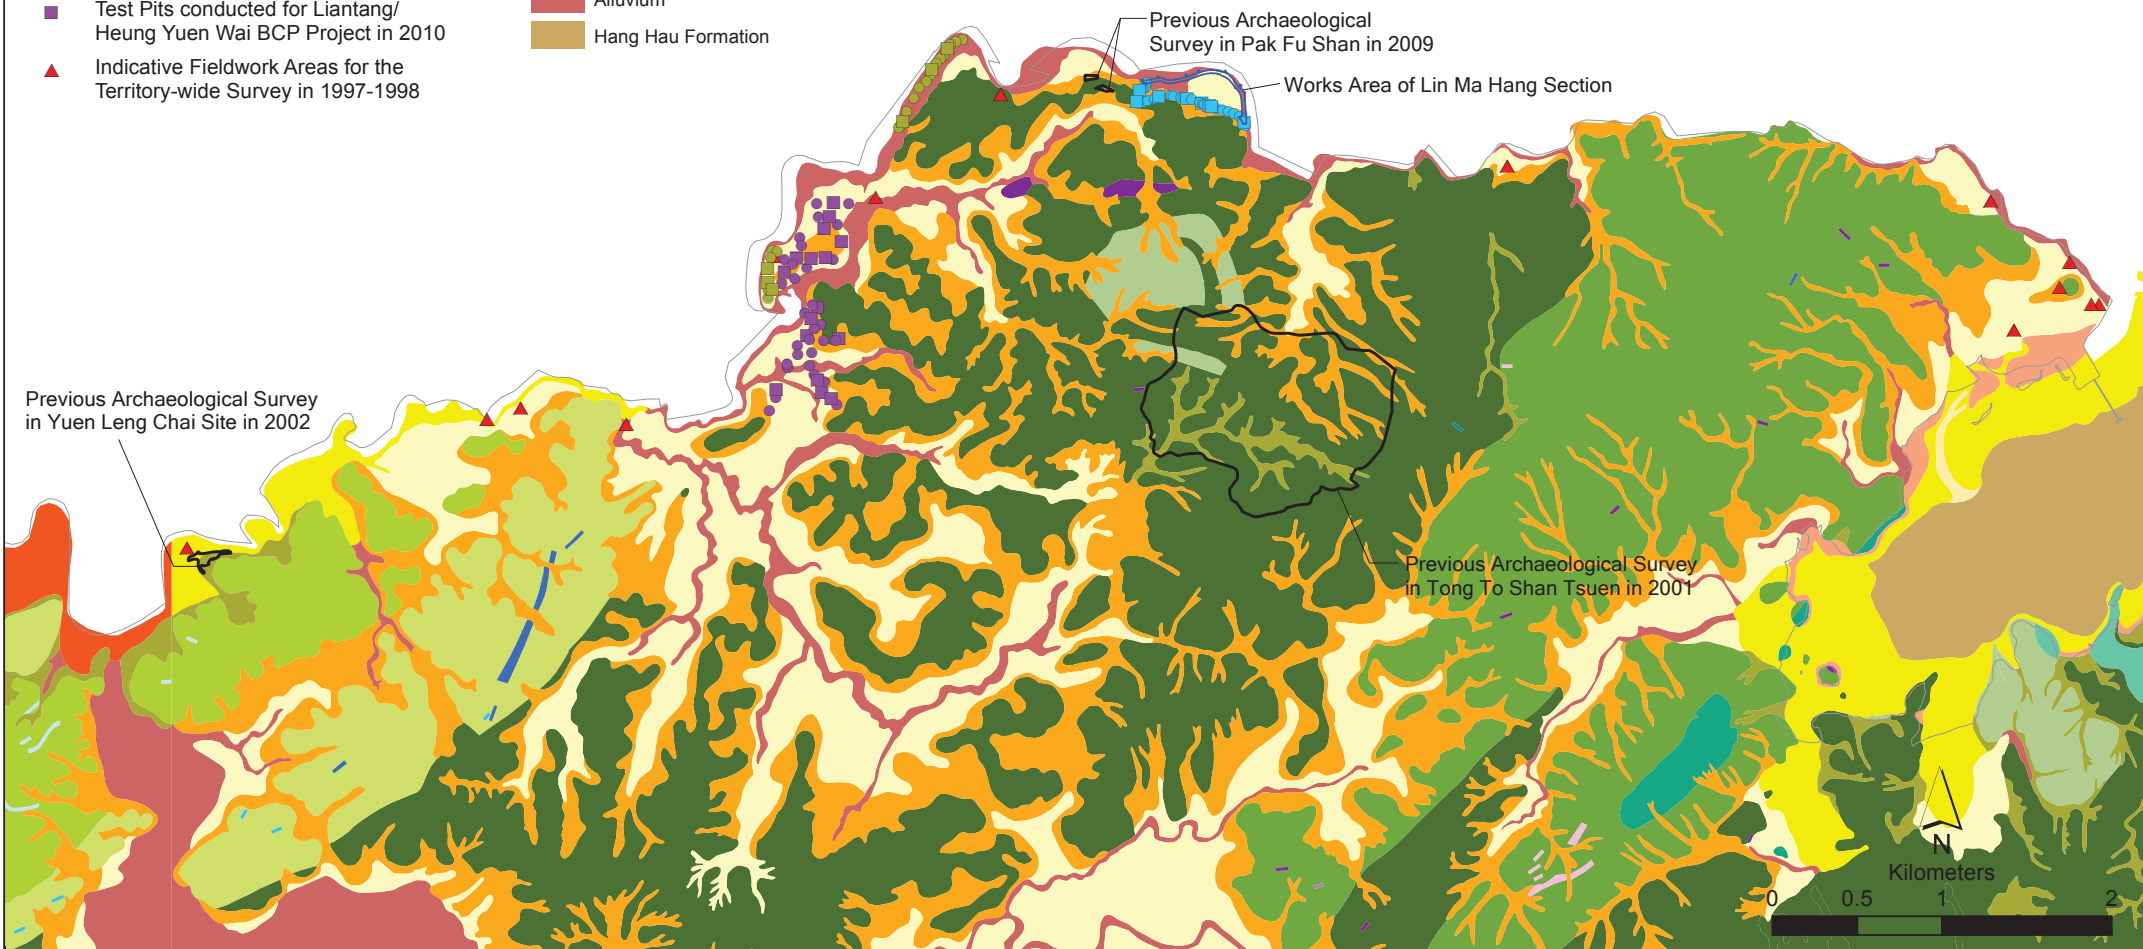 Test Pits conducted for Liantang/
Heung Yuen Wai BCP Project in 2010
Indicative Fieldwork Areas for the
Territory-wide Survey in 1997-1998
Alluvium
Hang Hau Formation
Previous Archaeological
Survey in Pak Fu Shan in 2009
Works Area of Lin Ma Hang Section
Previous Archaeological Survey
in Yuen Leng Chai Site in 2002
Previous Archaeological Survey
in Tong To Shan Tsuen in 2001
N
Kilometers
0 0.5 1 2